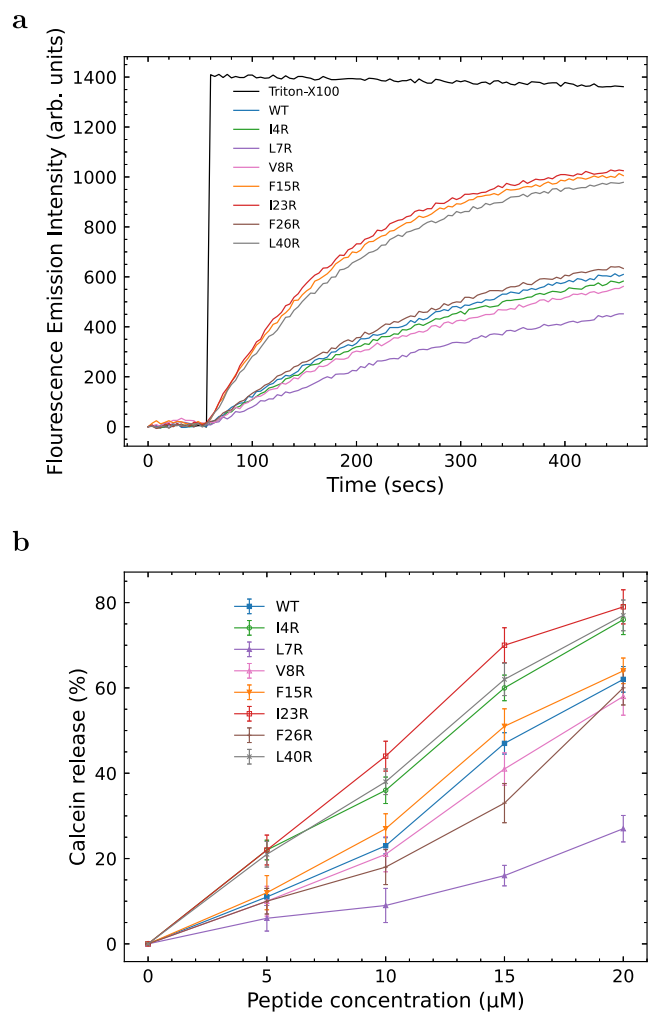 a
Flourescence Emission Intensity (arb. units)
1400
1200
1000
800
600
400
200
0
Triton-X100
WT
I4R
L7R
V8R
F15R
I23R
F26R
L40R
0 100 200 300 400
Time (secs)
b
Calcein release (%)
80
60
40
20
0
WT
I4R
L7R
V8R
F15R
I23R
F26R
L40R
0 5 10 15 20
Peptide concentration (μM)